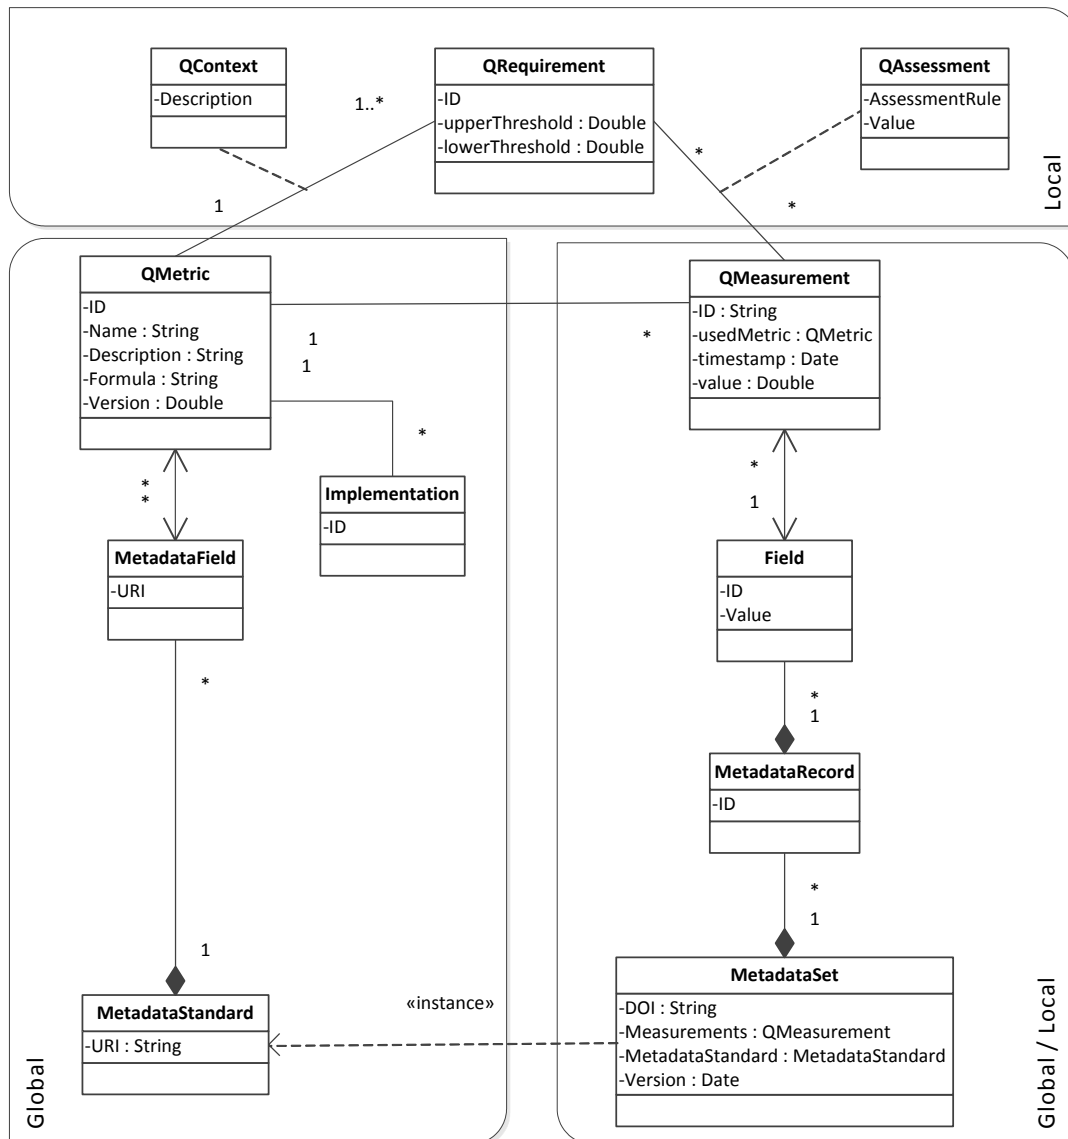 QContext
-Description
QRequirement
-ID
-upperThreshold : Double
-lowerThreshold : Double
QAssessment
-AssessmentRule
-Value
1..*
*
1
*
Local
QMetric
-ID
-Name : String
-Description : String
-Formula : String
-Version : Double
QMeasurement
-ID : String
-usedMetric : QMetric
-timestamp : Date
-value : Double
1
*
1
*
*
*
Implementation
-ID
*
1
MetadataField
-URI
Field
-ID
-Value
*
*
1
MetadataRecord
-ID
*
1
1
MetadataStandard
-URI : String
«instance»
MetadataSet
-DOI : String
-Measurements : QMeasurement
-MetadataStandard : MetadataStandard
-Version : Date
Global
Global / Local